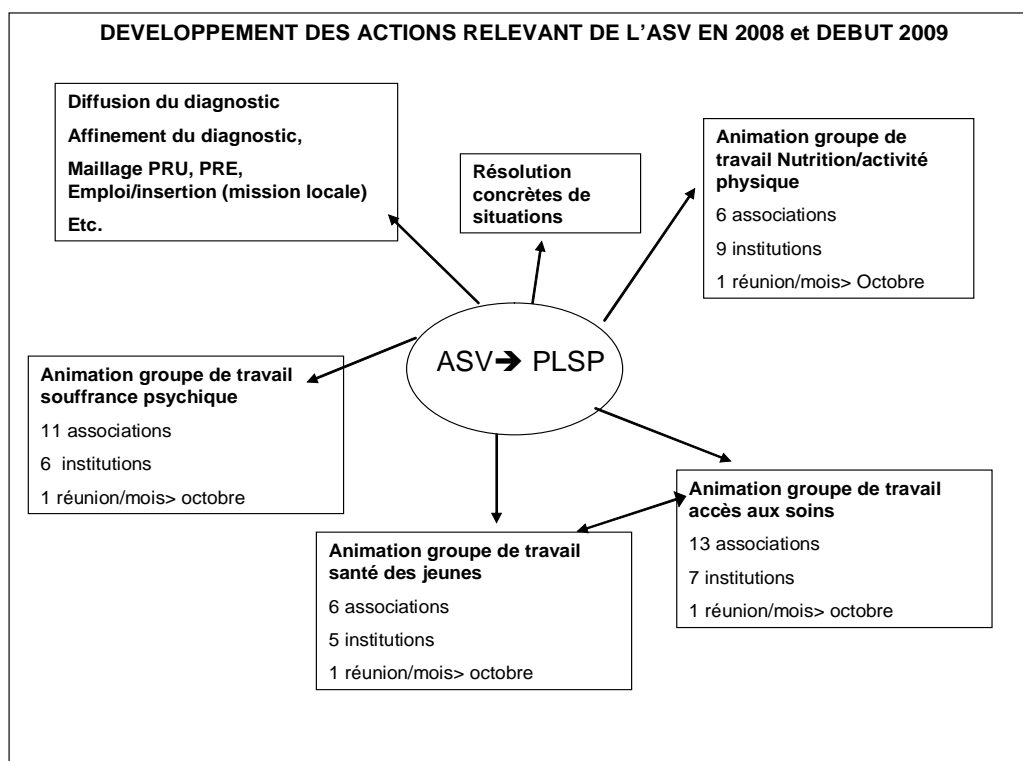 DEVELOPPEMENT DES ACTIONS RELEVANT DE L'ASV EN 2008 et DEBUT 2009
Diffusion du diagnostic
Affinement du diagnostic,
Maillage PRU, PRE,
Emploi/insertion (mission locale)
Etc.
Résolution
concrètes de
situations
Animation groupe de
travail Nutrition/activité
physique
6 associations
9 institutions
1 réunion/mois> Octobre
ASV➔ PLSP
Animation groupe de travail
souffrance psychique
11 associations
6 institutions
1 réunion/mois> octobre
Animation groupe de travail
santé des jeunes
6 associations
5 institutions
1 réunion/mois> octobre
Animation groupe de travail
accès aux soins
13 associations
7 institutions
1 réunion/mois> octobre